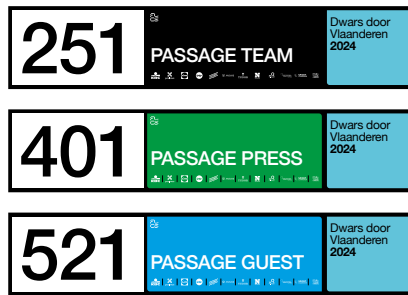 251
PASSAGE TEAM
Dwars door
Vlaanderen
2024
401
PASSAGE PRESS
Dwars door
Vlaanderen
2024
521
PASSAGE GUEST
Dwars door
Vlaanderen
2024